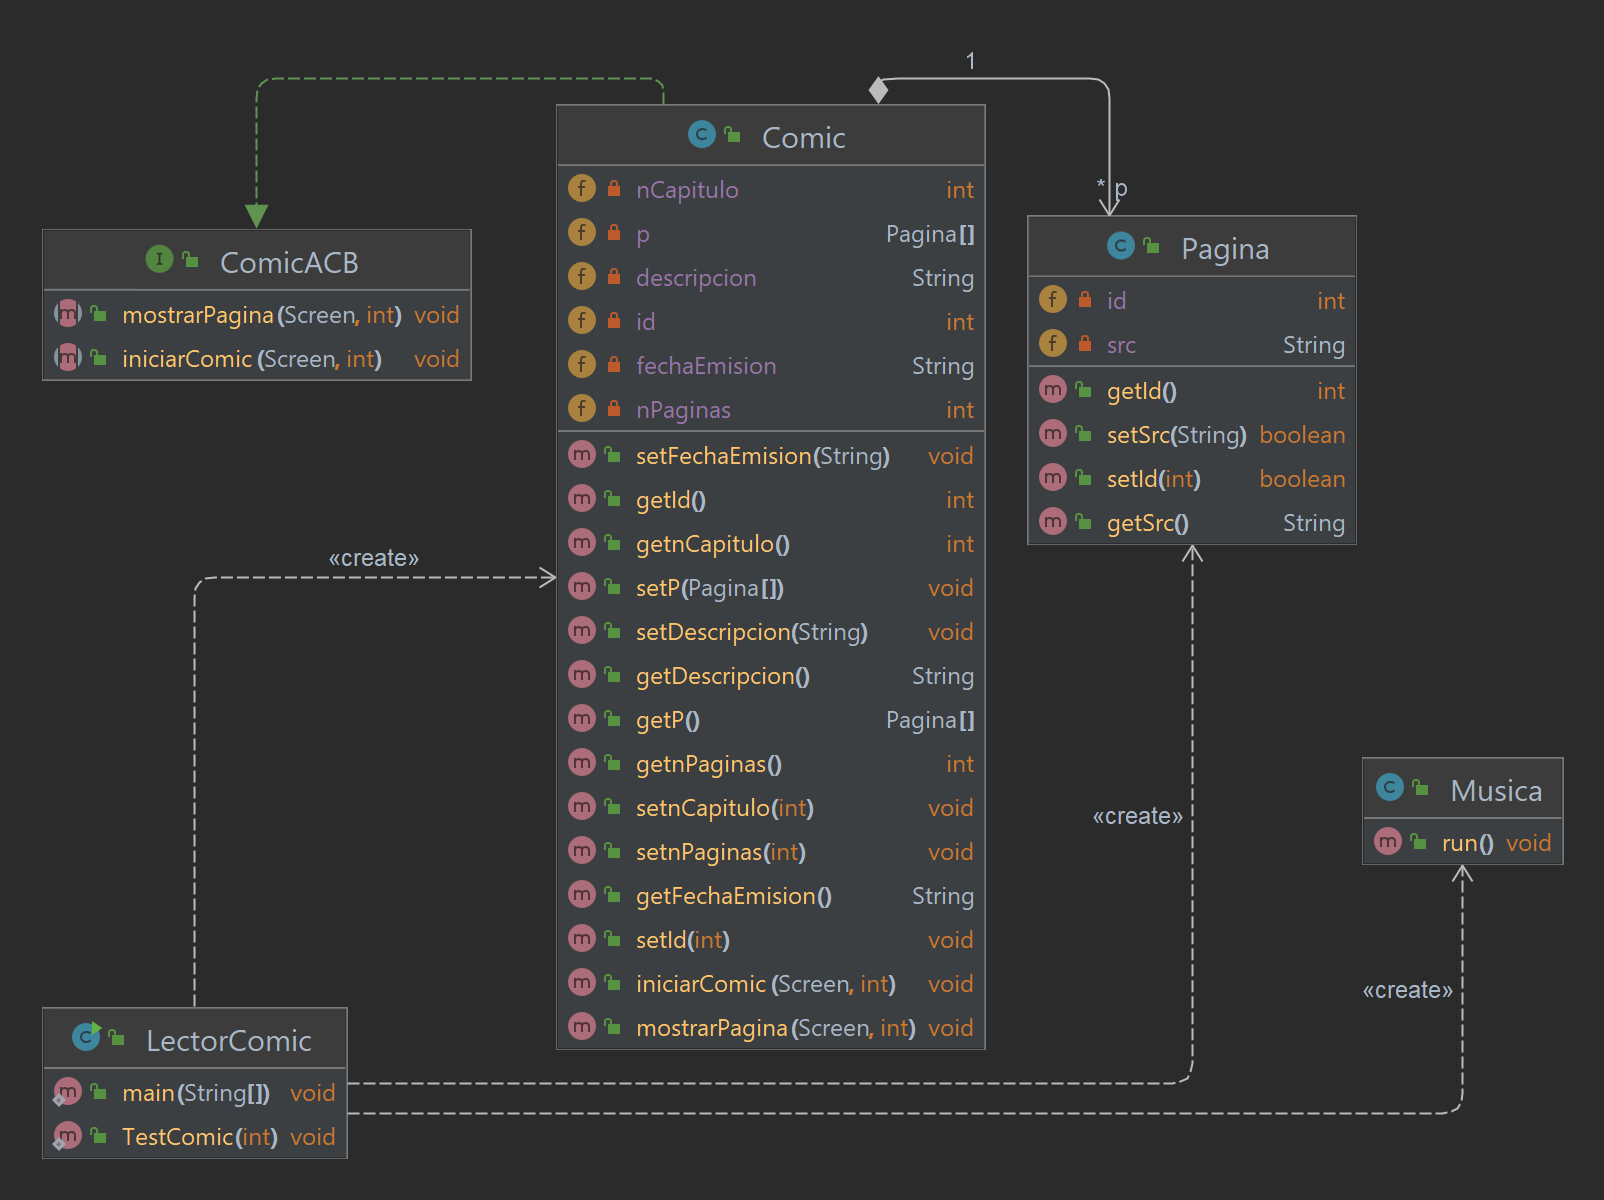 1
* p
Comic
nCapitulo int
p Pagina[]
descripcion String
id int
fechaEmision String
nPaginas int
setFechaEmision(String) void
getId() int
getnCapitulo() int
setP(Pagina[]) void
setDescripcion(String) void
getDescripcion() String
getP() Pagina[]
getnPaginas() int
setnCapitulo(int) void
setnPaginas(int) void
getFechaEmision() String
setId(int) void
iniciarComic(Screen, int) void
mostrarPagina(Screen, int) void
ComicACB
mostrarPagina(Screen, int) void
iniciarComic(Screen, int) void
Pagina
id int
src String
getId() int
setSrc(String) boolean
setId(int) boolean
getSrc() String
«create»
«create»
Musica
run() void
«create»
LectorComic
main(String[]) void
TestComic(int) void